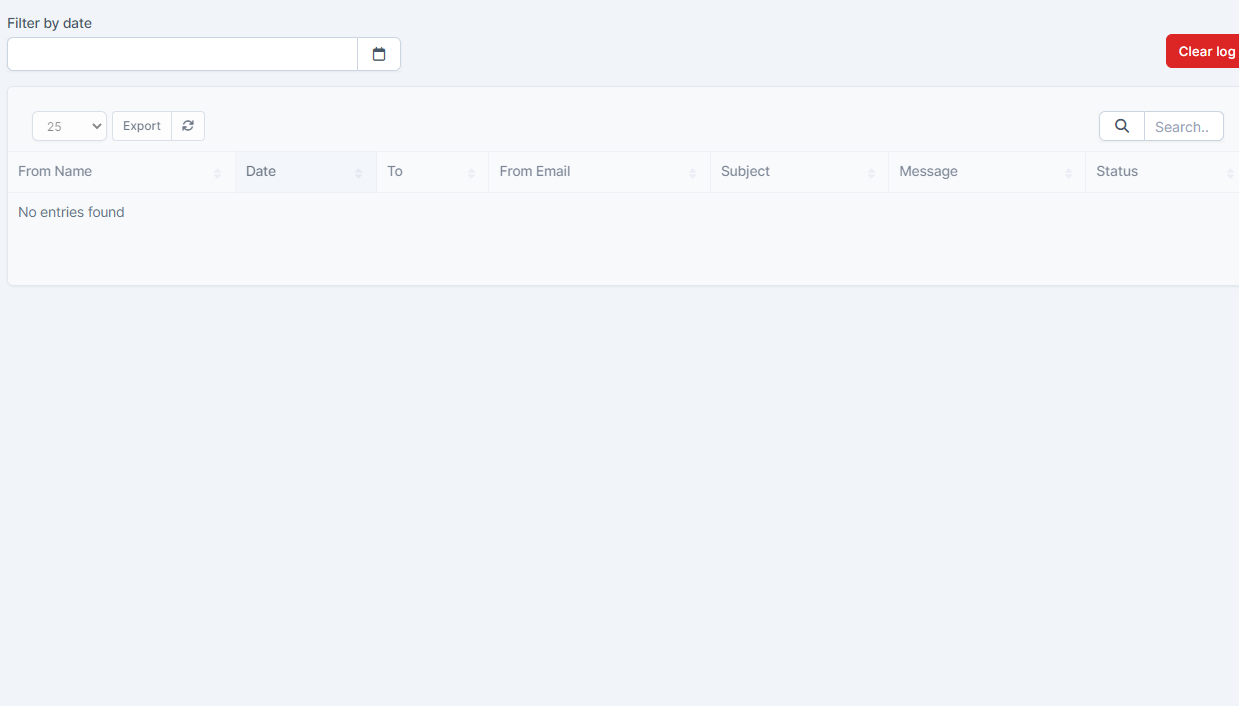 Filter by date
Clear log
25 Export Search..
From Name Date To From Email Subject Message Status
No entries found